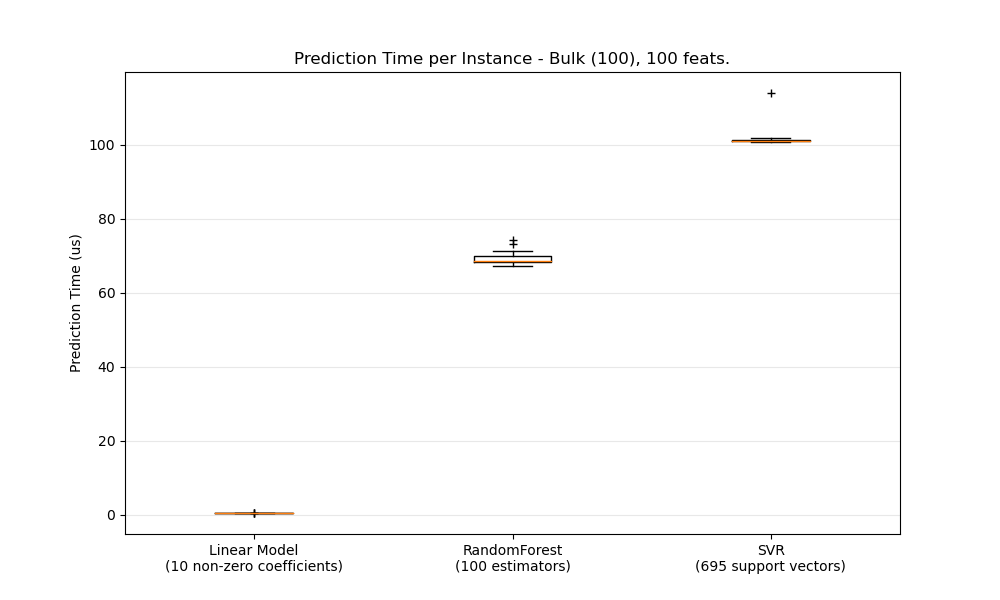 Prediction Time per Instance - Bulk (100), 100 feats.
Prediction Time (us)
100
80
60
40
20
0
Linear Model
(10 non-zero coefficients)
RandomForest
(100 estimators)
SVR
(695 support vectors)